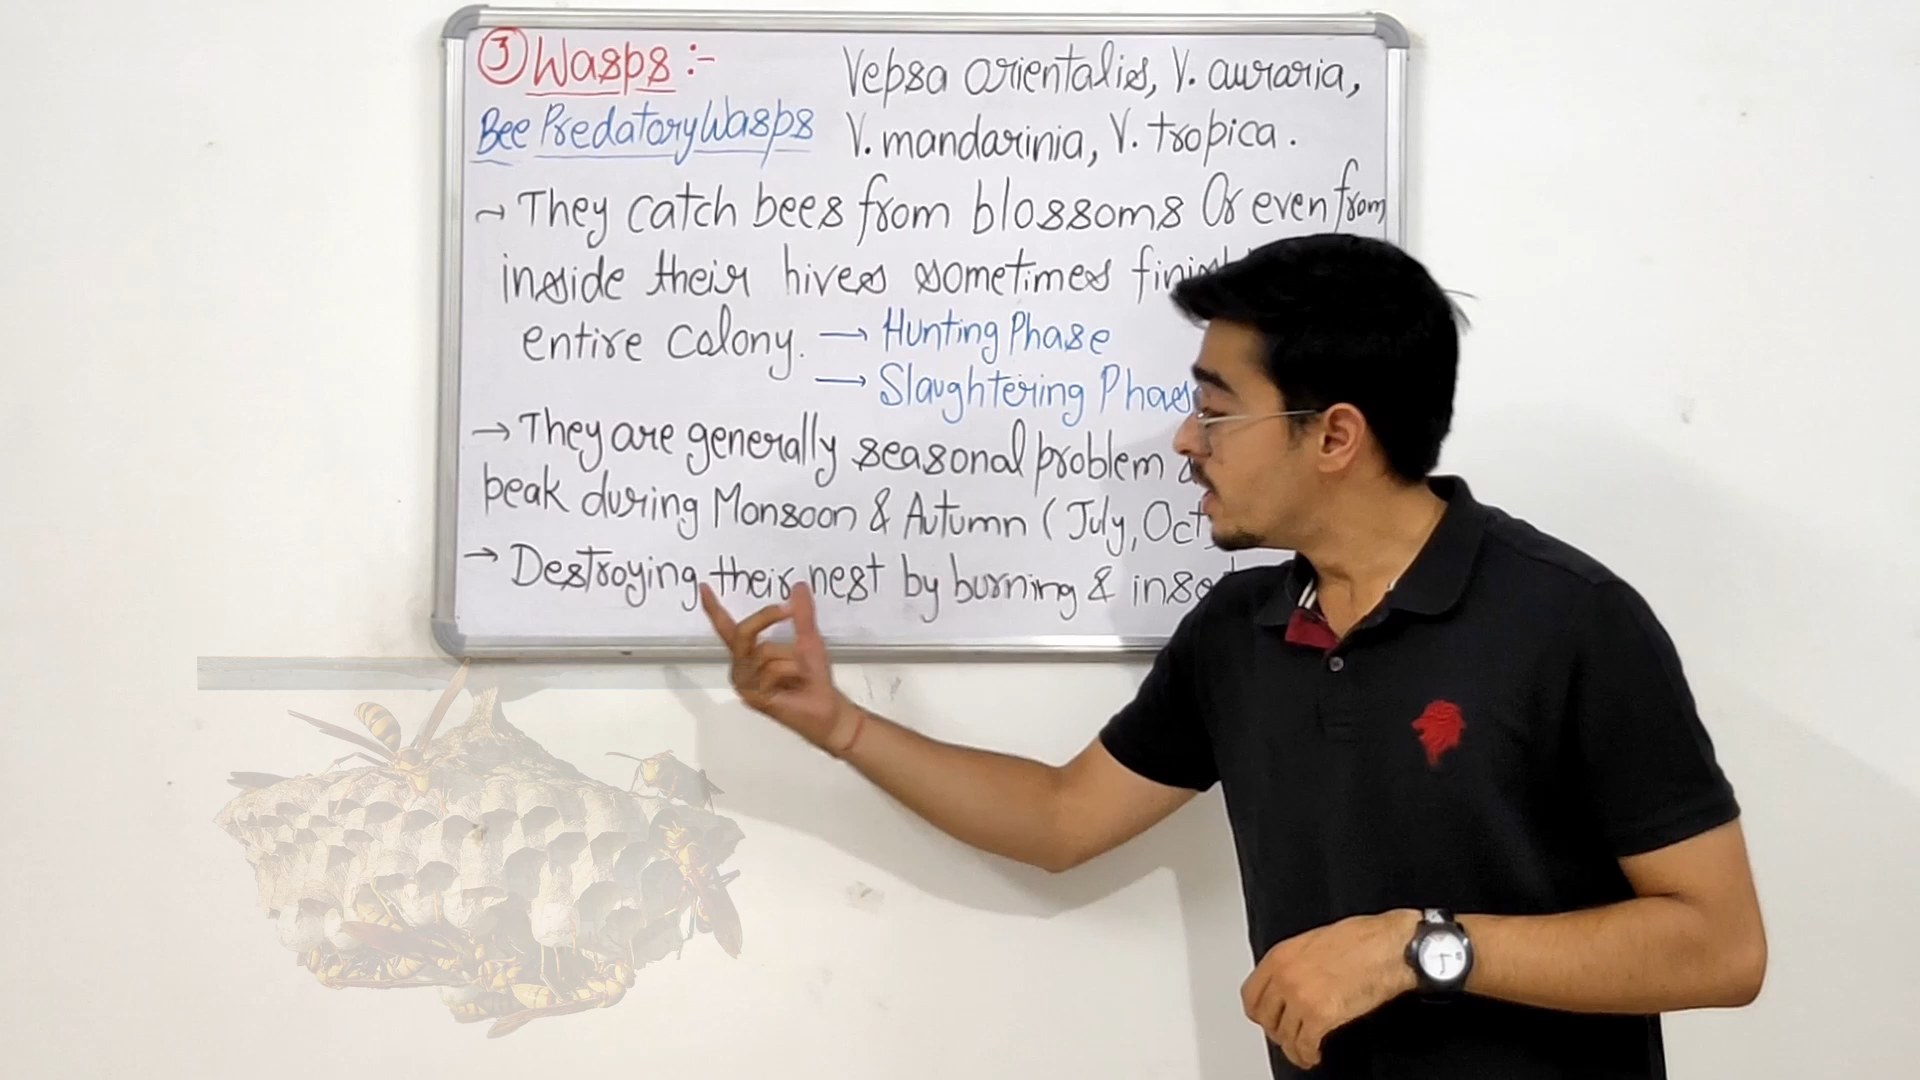 ③ Wasps :-
Bee Predatory Wasps
Vepsa orientalis, V. auraria,
V. mandarinia, V. tropica.
→ They catch bees from blossoms Or even from
inside their hives sometimes
entire colony. → Hunting Phase
→ Slaughtering Phase
→ They are generally seasonal problem
peak during Monsoon & Autumn (July, Oct
→ Destroying their nest by burning &